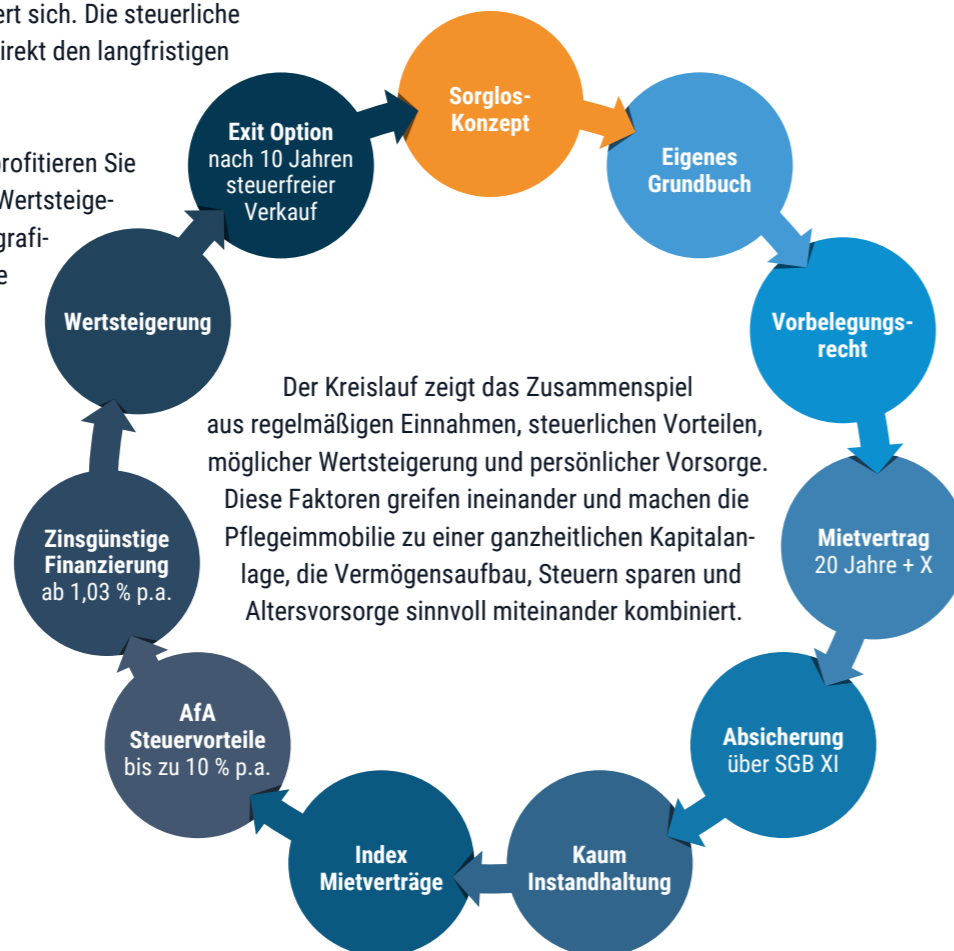 ert sich. Die steuerliche
irekt den langfristigen
profitieren Sie
Wertsteige-
grafi-
e
Sorglos-
Konzept
Eigenes
Grundbuch
Vorbelegungs-
recht
Mietvertrag
20 Jahre + X
Absicherung
über SGB XI
Kaum
Instandhaltung
Index
Mietverträge
AfA
Steuervorteile
bis zu 10 % p.a.
Zinsgünstige
Finanzierung
ab 1,03 % p.a.
Wertsteigerung
Exit Option
nach 10 Jahren
steuerfreier
Verkauf
Der Kreislauf zeigt das Zusammenspiel
aus regelmäßigen Einnahmen, steuerlichen Vorteilen,
möglicher Wertsteigerung und persönlicher Vorsorge.
Diese Faktoren greifen ineinander und machen die
Pflegeimmobilie zu einer ganzheitlichen Kapitalan-
lage, die Vermögensaufbau, Steuern sparen und
Altersvorsorge sinnvoll miteinander kombiniert.